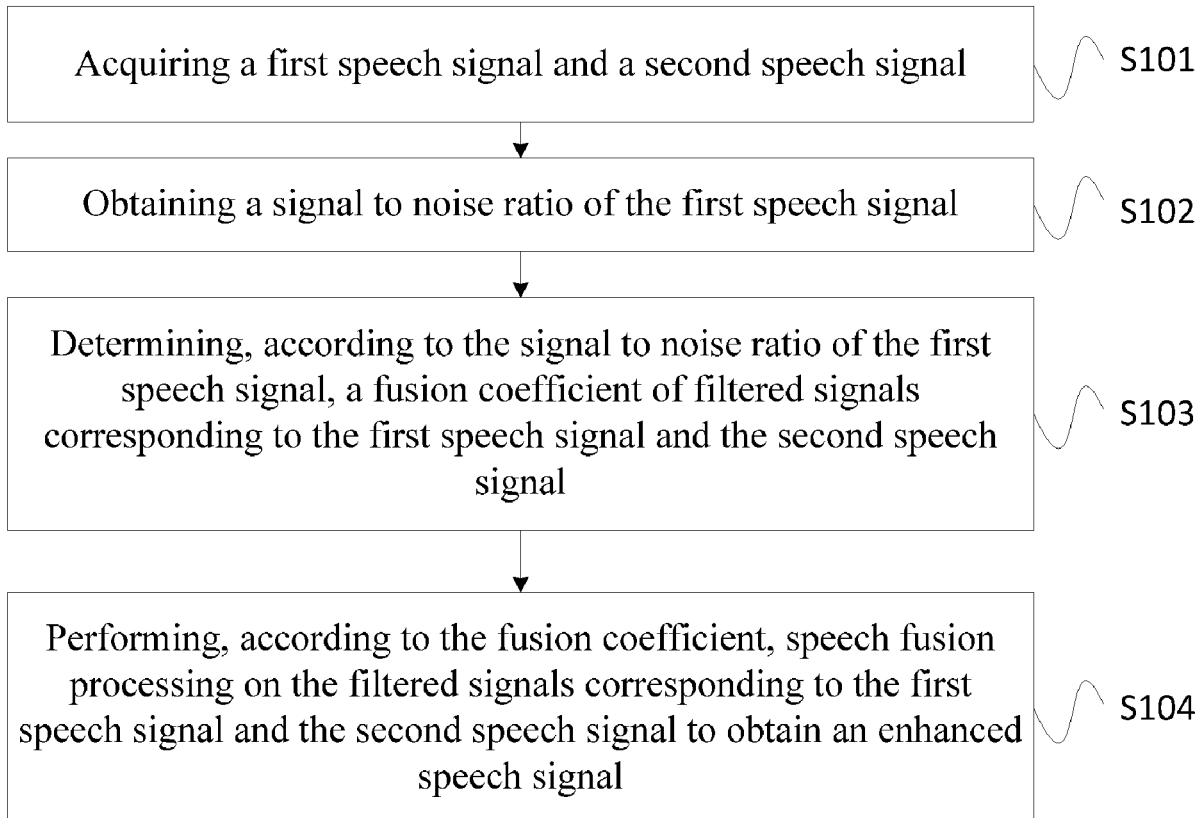 Acquiring a first speech signal and a second speech signal
S101
Obtaining a signal to noise ratio of the first speech signal
S102
Determining, according to the signal to noise ratio of the first
speech signal, a fusion coefficient of filtered signals
corresponding to the first speech signal and the second speech
signal
S103
Performing, according to the fusion coefficient, speech fusion
processing on the filtered signals corresponding to the first
speech signal and the second speech signal to obtain an enhanced
speech signal
S104